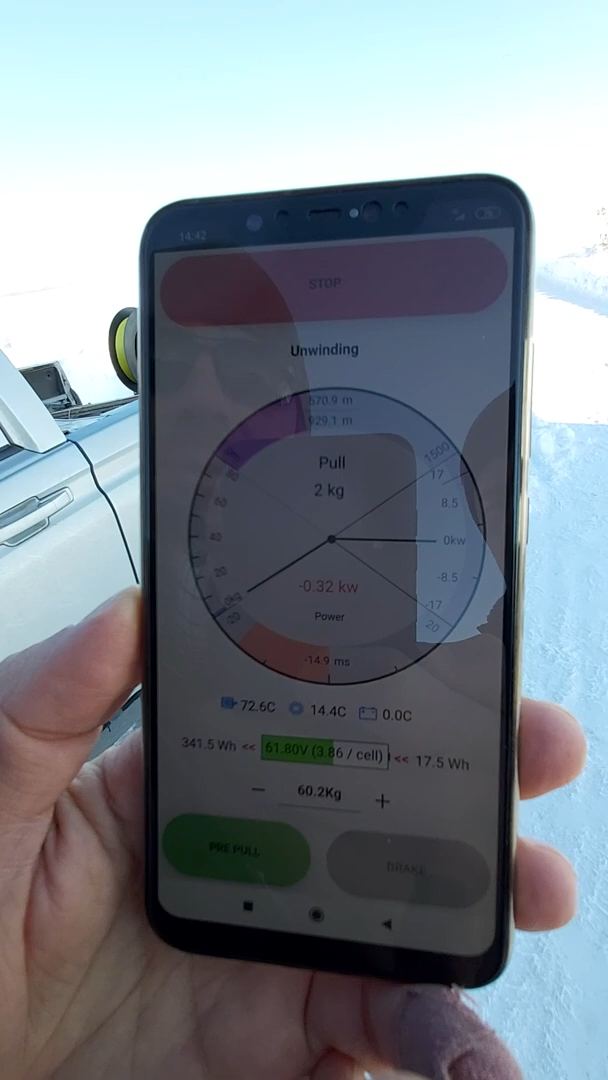 14:42
STOP
Unwinding
570.9 m
929.1 m
Pull
2 kg
1500
17
8.5
0kw
-8.5
-17
20
-0.32 kw
Power
-14.9 ms
80
60
40
20
72.6C 14.4C 0.0C
341.5 Wh << 61.80V (3.86 / cell) << 17.5 Wh
− 60.2Kg +
PRE PULL BRAKE